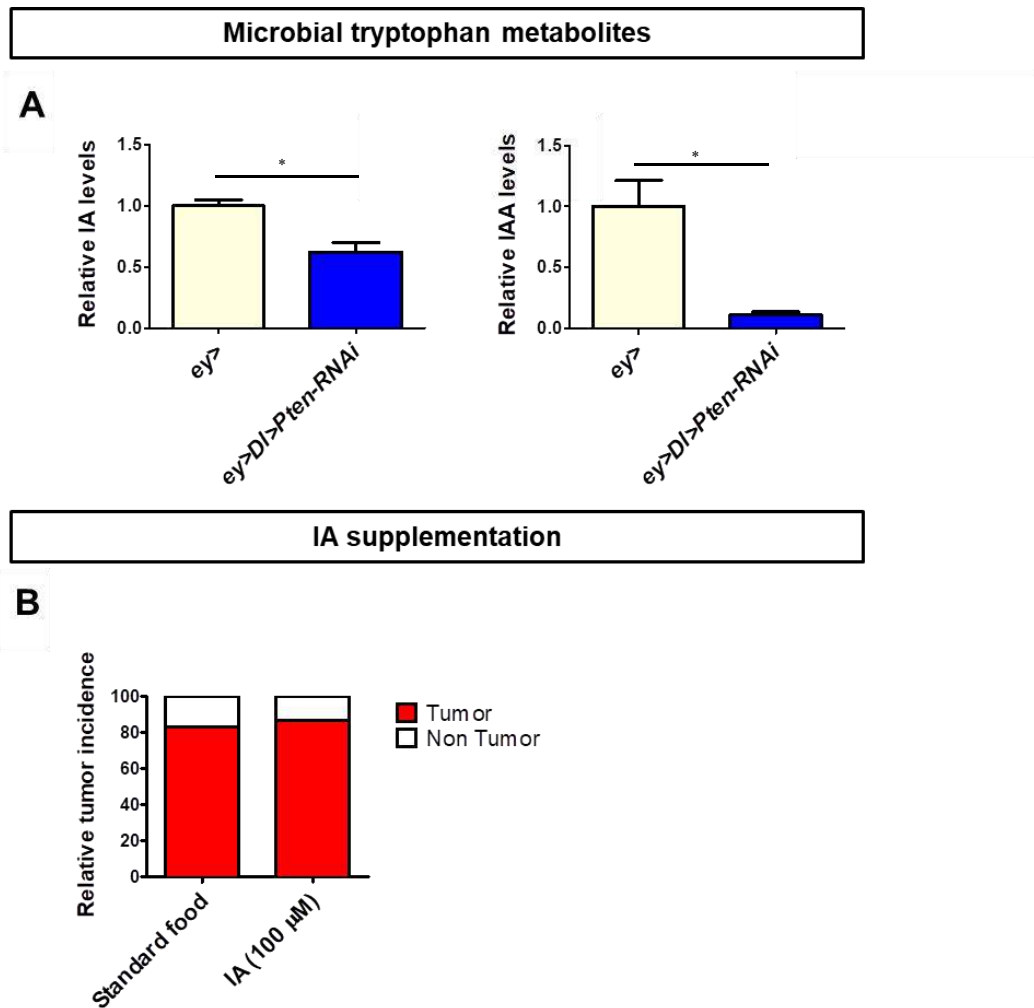 Microbial tryptophan metabolites
A
Relative IA levels
1.5
1.0
0.5
0.0
*
ey>
ey>Dl>Pten-RNAi
Relative IAA levels
1.5
1.0
0.5
0.0
*
ey>
ey>Dl>Pten-RNAi
IA supplementation
B
Relative tumor incidence
100
80
60
40
20
0
Standard food
IA (100 µM)
Tumor
Non Tumor